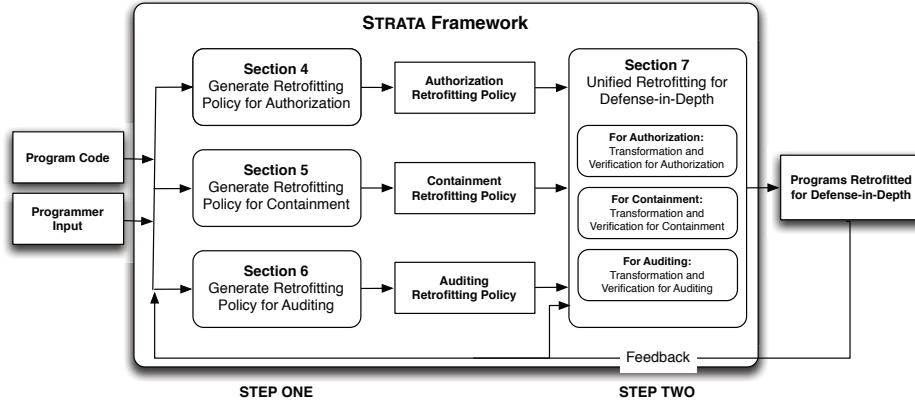 STRATA Framework
Section 4
Generate Retrofitting
Policy for Authorization
Authorization
Retrofitting Policy
Section 7
Unified Retrofitting for
Defense-in-Depth
For Authorization:
Transformation and
Verification for Authorization
Program Code
Section 5
Generate Retrofitting
Policy for Containment
Containment
Retrofitting Policy
For Containment:
Transformation and
Verification for Containment
Programs Retrofitted
for Defense-in-Depth
Programmer
Input
Section 6
Generate Retrofitting
Policy for Auditing
Auditing
Retrofitting Policy
For Auditing:
Transformation and
Verification for Auditing
Feedback
STEP ONE
STEP TWO